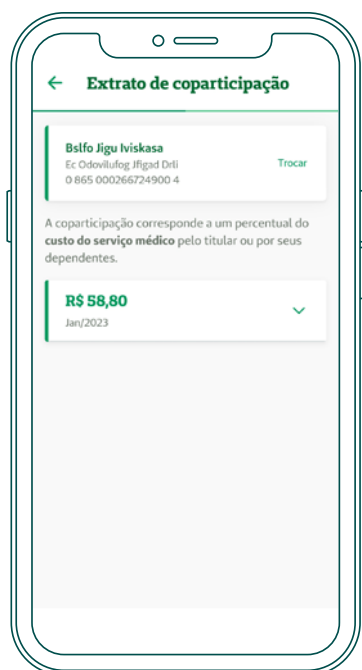 Extrato de coparticipação
Bslfo Jigu Iviskasa
Ec Odovilufog Jfigad Drli
Trocar
0 865 000266724900 4
A coparticipação corresponde a um percentual do
custo do serviço médico pelo titular ou por seus
dependentes.
R$ 58,80
Jan/2023